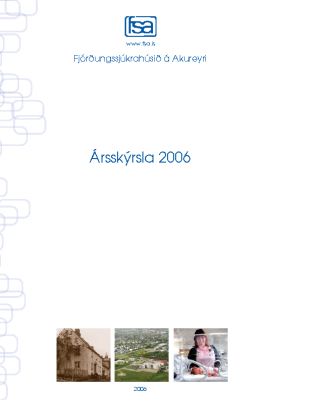 fsa
www.fsa.is
Fjórðungssjúkrahúsið á Akureyri
Ársskýrsla 2006
2006